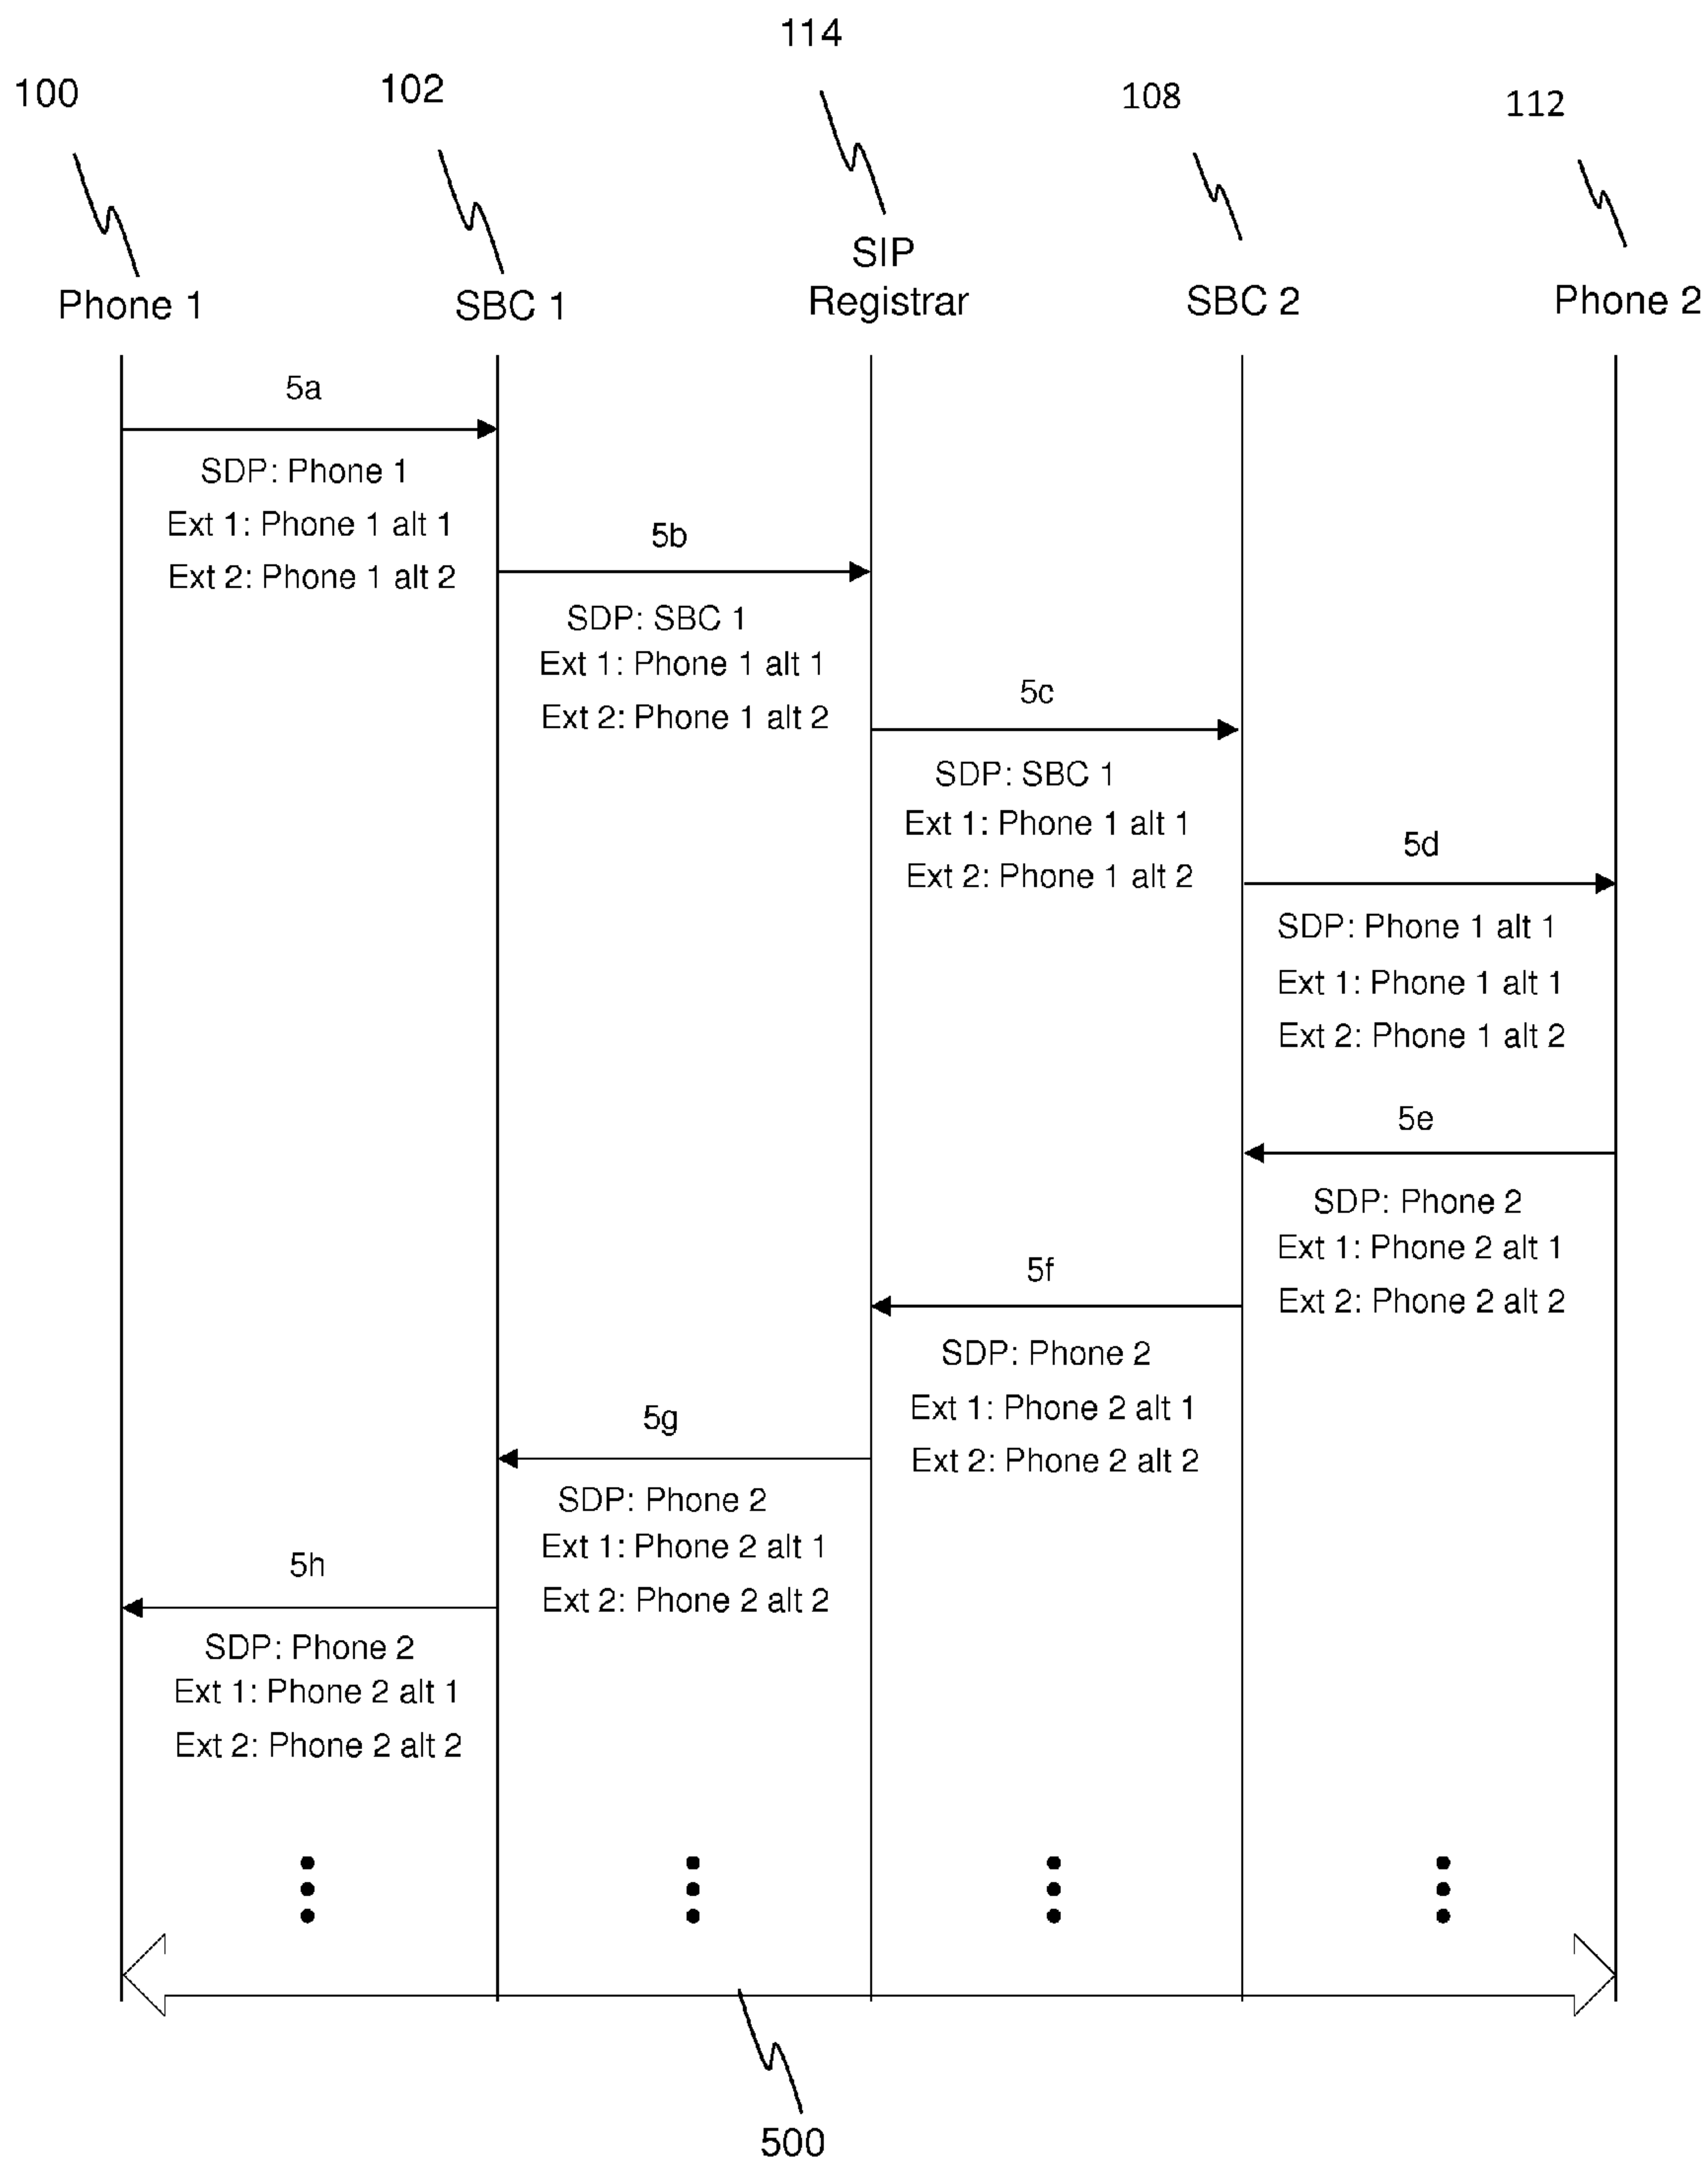 114
100
102
108
112
SIP
Registrar
Phone 1
SBC 1
SBC 2
Phone 2
5a
SDP: Phone 1
Ext 1: Phone 1 alt 1
Ext 2: Phone 1 alt 2
5b
SDP: SBC 1
Ext 1: Phone 1 alt 1
Ext 2: Phone 1 alt 2
5c
SDP: SBC 1
Ext 1: Phone 1 alt 1
Ext 2: Phone 1 alt 2
5d
SDP: Phone 1 alt 1
Ext 1: Phone 1 alt 1
Ext 2: Phone 1 alt 2
5e
SDP: Phone 2
Ext 1: Phone 2 alt 1
Ext 2: Phone 2 alt 2
5f
SDP: Phone 2
Ext 1: Phone 2 alt 1
Ext 2: Phone 2 alt 2
5g
SDP: Phone 2
Ext 1: Phone 2 alt 1
Ext 2: Phone 2 alt 2
5h
SDP: Phone 2
Ext 1: Phone 2 alt 1
Ext 2: Phone 2 alt 2
500